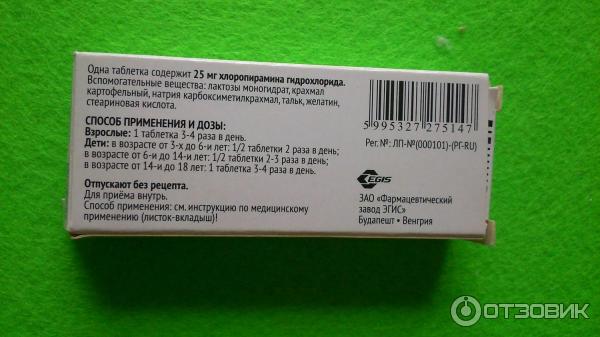 Одна таблетка содержит 25 мг хлоропирамина гидрохлорида.
Вспомогательные вещества: лактозы моногидрат, крахмал
картофельный, натрия карбоксиметилкрахмал, тальк, желатин,
стеариновая кислота.
СПОСОБ ПРИМЕНЕНИЯ И ДОЗЫ:
Взрослые: 1 таблетка 3-4 раза в день.
Дети: в возрасте от 3-х до 6-и лет: 1/2 таблетки 2 раза в день;
в возрасте от 6-и до 14-и лет: 1/2 таблетки 2-3 раза в день;
в возрасте от 14-и до 18 лет: 1 таблетка 3-4 раза в день.
Отпускают без рецепта.
Для приёма внутрь.
Способ применения: см. инструкцию по медицинскому
применению (листок-вкладыш)!
5 995327 275147
Рег.№: ЛП-№(000101)-(РГ-RU)
EGIS
ЗАО «Фармацевтический
завод ЭГИС»
Будапешт • Венгрия
ОТЗОВИК